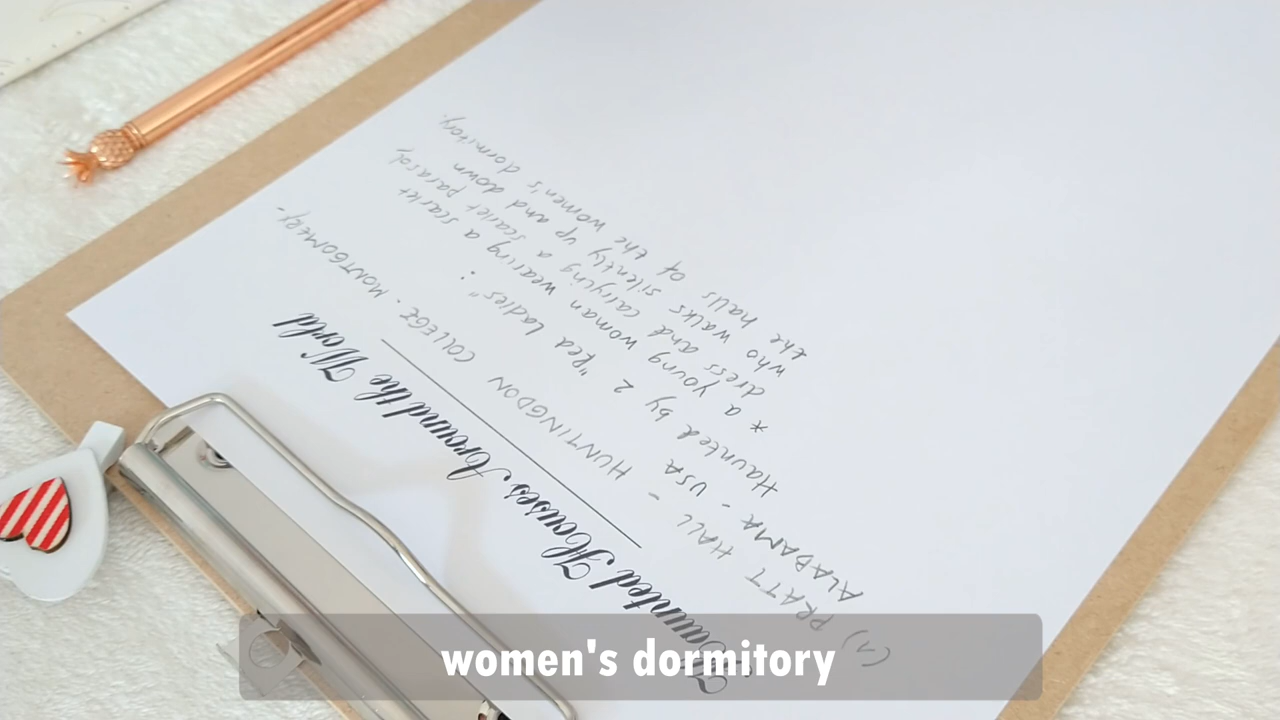 Haunted Houses Around the World
(1) PRATT HALL - HUNTINGDON COLLEGE. MONTGOMERY-
ALABAMA - USA
Haunted by 2 "Red Ladies":
* a young woman wearing a scarlet
dress and carrying a scarlet parasol,
who walks silently up and down
the halls of the women's dormitory.
women's dormitory